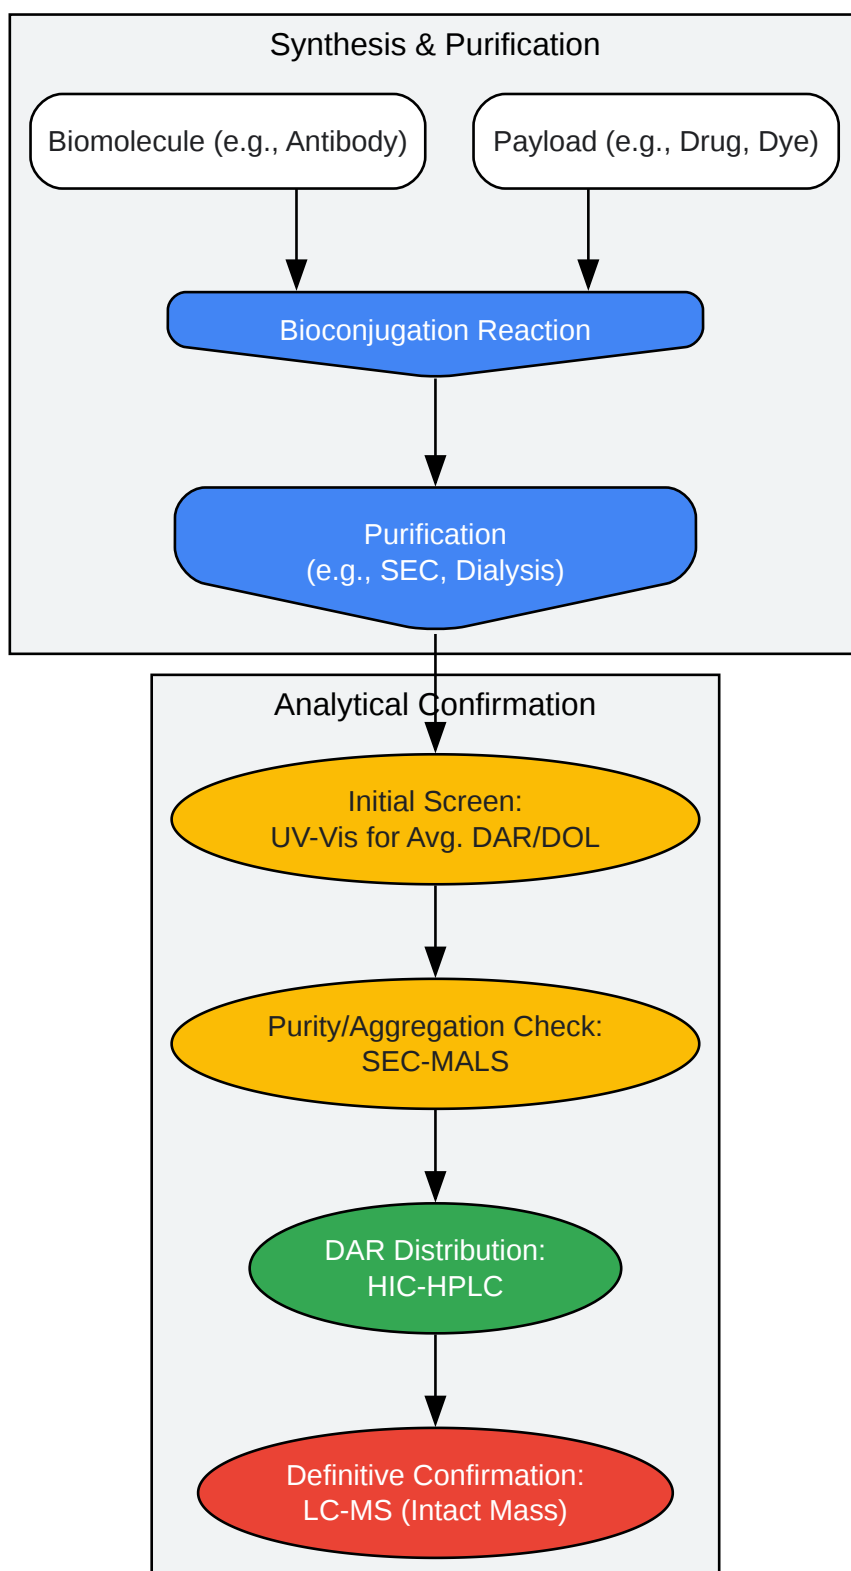 Synthesis & Purification
Biomolecule (e.g., Antibody)
Payload (e.g., Drug, Dye)
Bioconjugation Reaction
Purification
(e.g., SEC, Dialysis)
Analytical Confirmation
Initial Screen:
UV-Vis for Avg. DAR/DOL
Purity/Aggregation Check:
SEC-MALS
DAR Distribution:
HIC-HPLC
Definitive Confirmation:
LC-MS (Intact Mass)